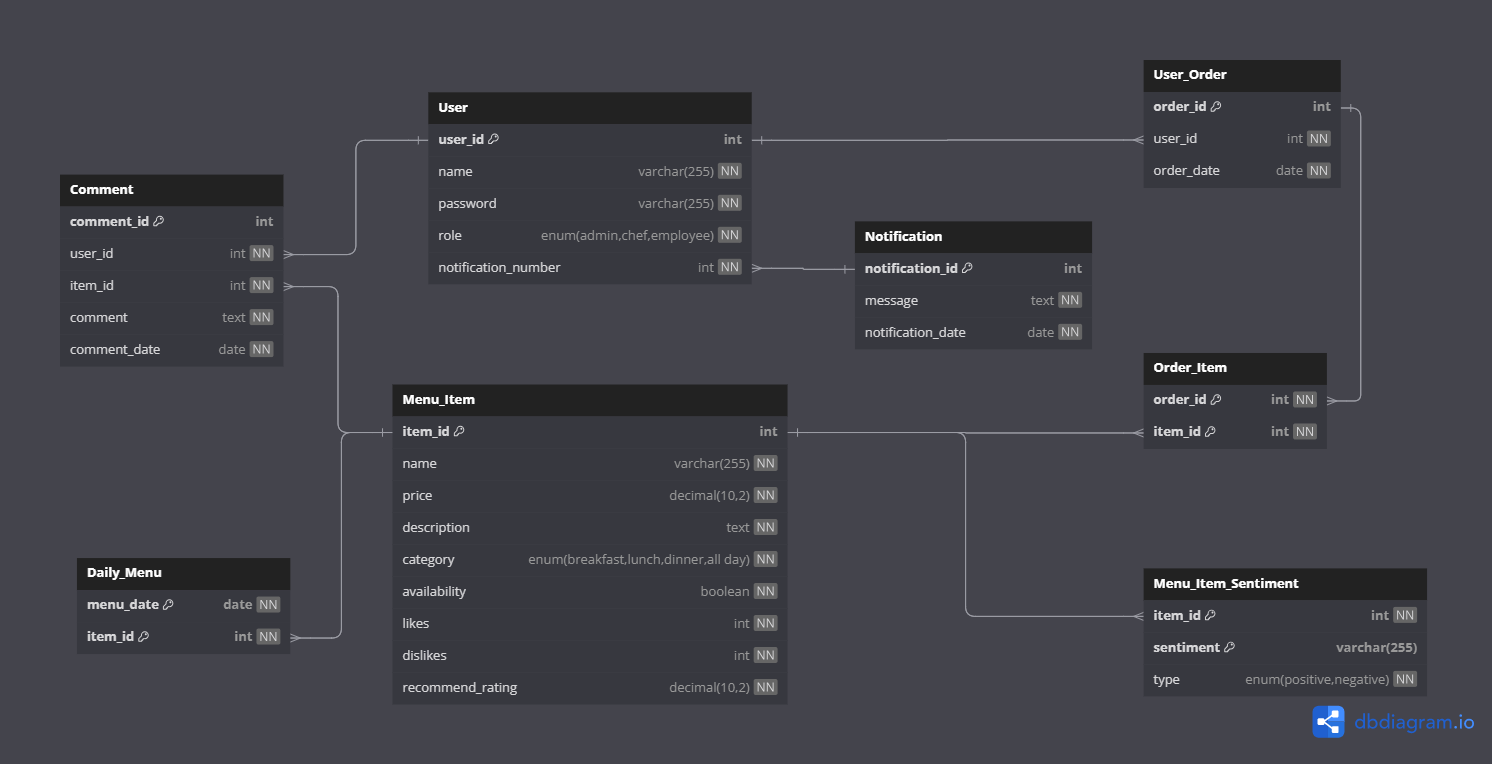 User_Order
order_id int
user_id int NN
order_date date NN
User
user_id int
name varchar(255) NN
password varchar(255) NN
role enum(admin,chef,employee) NN
notification_number int NN
Comment
comment_id int
user_id int NN
item_id int NN
comment text NN
comment_date date NN
Notification
notification_id int
message text NN
notification_date date NN
Order_Item
order_id int NN
item_id int NN
Menu_Item
item_id int
name varchar(255) NN
price decimal(10,2) NN
description text NN
category enum(breakfast,lunch,dinner,all day) NN
availability boolean NN
likes int NN
dislikes int NN
recommend_rating decimal(10,2) NN
Daily_Menu
menu_date date NN
item_id int NN
Menu_Item_Sentiment
item_id int NN
sentiment varchar(255)
type enum(positive,negative) NN
dbdiagram.io